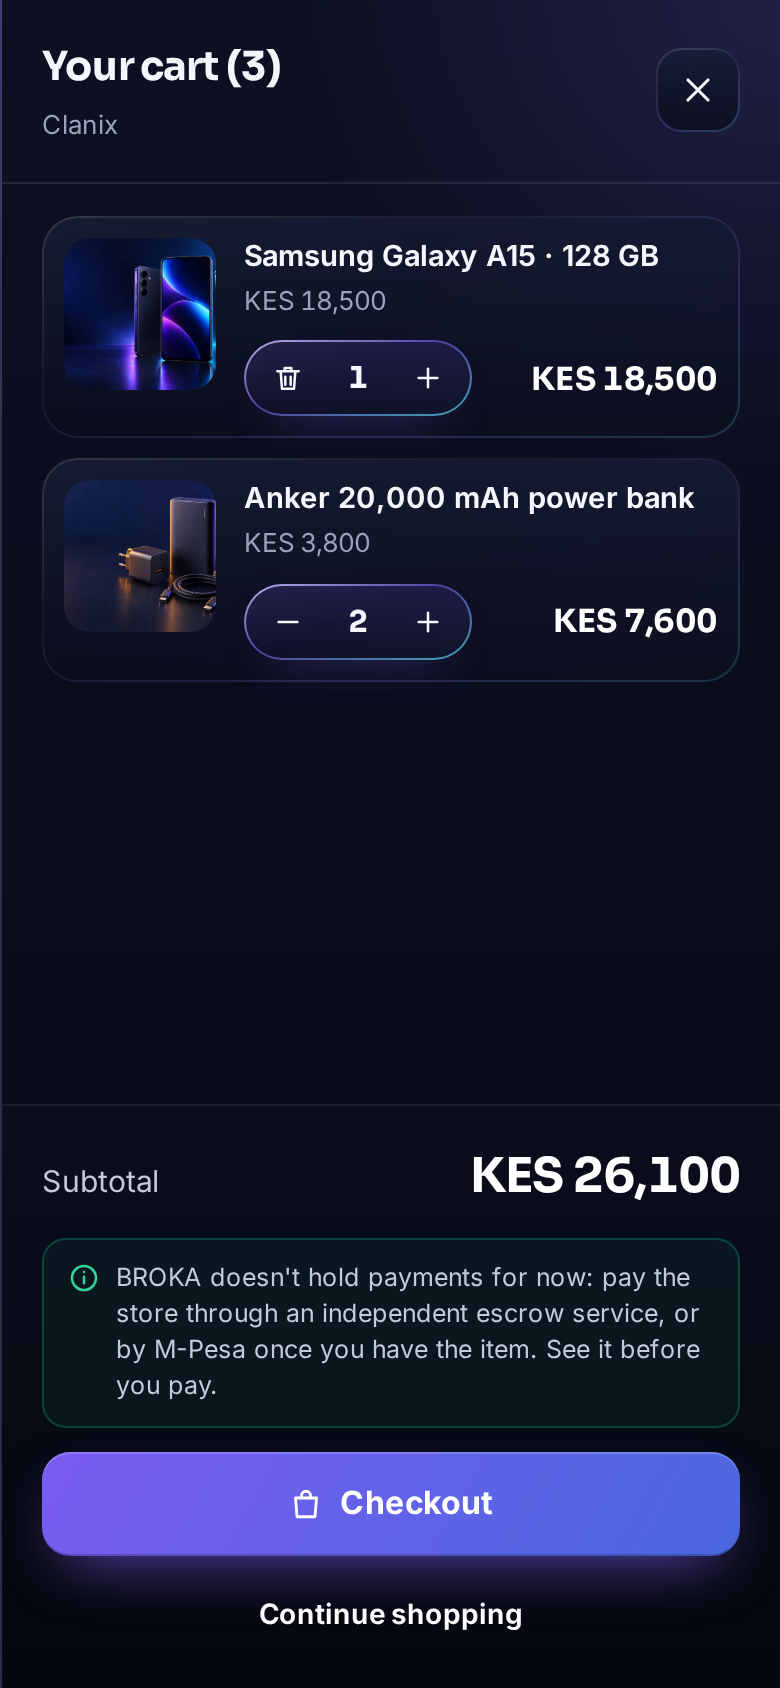 Your cart (3)
Clanix
Samsung Galaxy A15 · 128 GB
KES 18,500
1
KES 18,500
Anker 20,000 mAh power bank
KES 3,800
2
KES 7,600
Subtotal
KES 26,100
BROKA doesn't hold payments for now: pay the
store through an independent escrow service, or
by M-Pesa once you have the item. See it before
you pay.
Checkout
Continue shopping